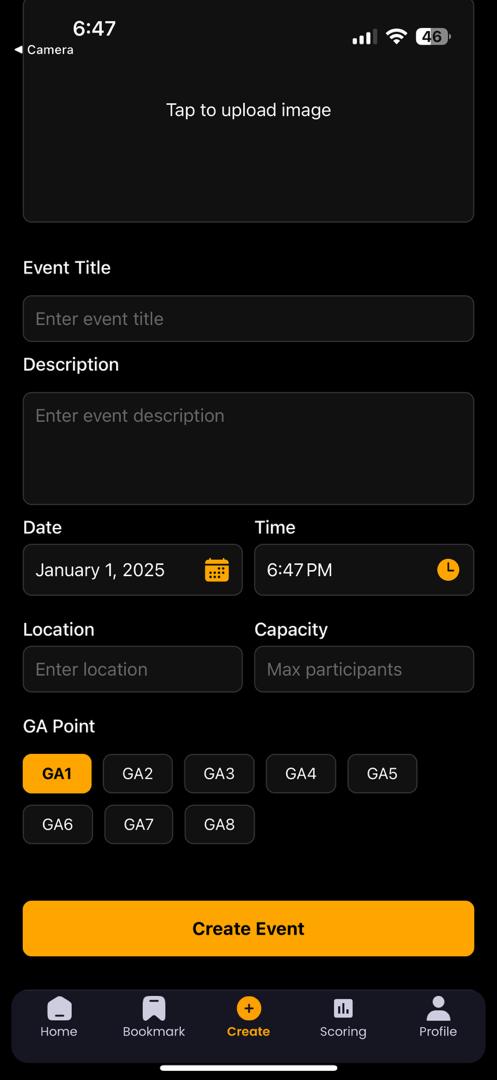 6:47
46
◀ Camera
Tap to upload image
Event Title
Enter event title
Description
Enter event description
Date Time
January 1, 2025 6:47 PM
Location Capacity
Enter location Max participants
GA Point
GA1 GA2 GA3 GA4 GA5
GA6 GA7 GA8
Create Event
Home Bookmark Create Scoring Profile